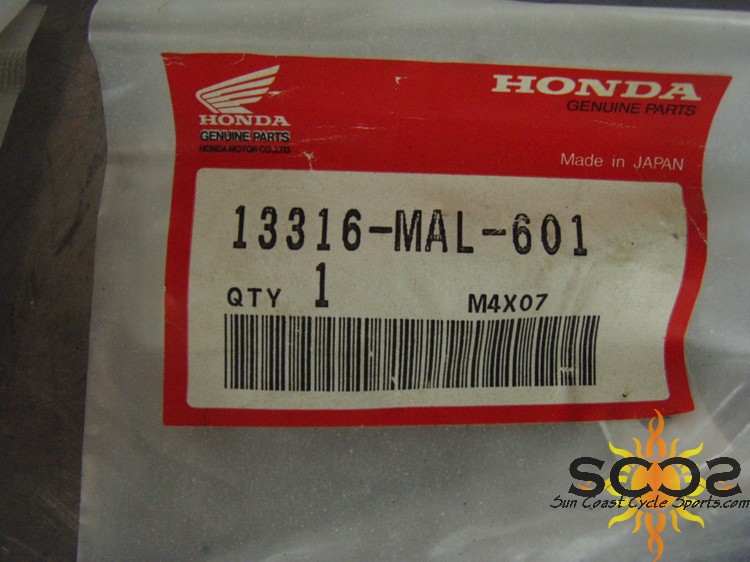 HONDA
GENUINE PARTS
HONDA MOTOR CO.,LTD.
HONDA
GENUINE PARTS
Made in JAPAN
13316-MAL-601
QTY 1 M4X07
SCCS
Sun Coast Cycle Sports.com